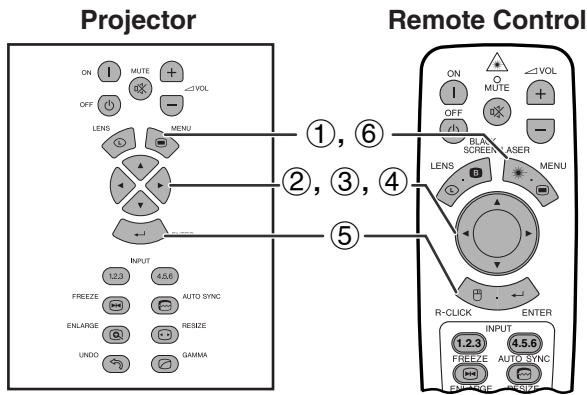 Projector
Remote Control
ON
MUTE
VOL
OFF
LENS
MENU
L
ENTER
INPUT
1.2.3
4.5.6
FREEZE
AUTO SYNC
ENLARGE
RESIZE
UNDO
GAMMA
①, ⑥
②, ③, ④
⑤
ON
MUTE
VOL
OFF
BLACK
SCREEN
LASER
LENS
MENU
B
L
R-CLICK
ENTER
INPUT
1.2.3
4.5.6
FREEZE
AUTO SYNC
ENLARGE
RESIZE